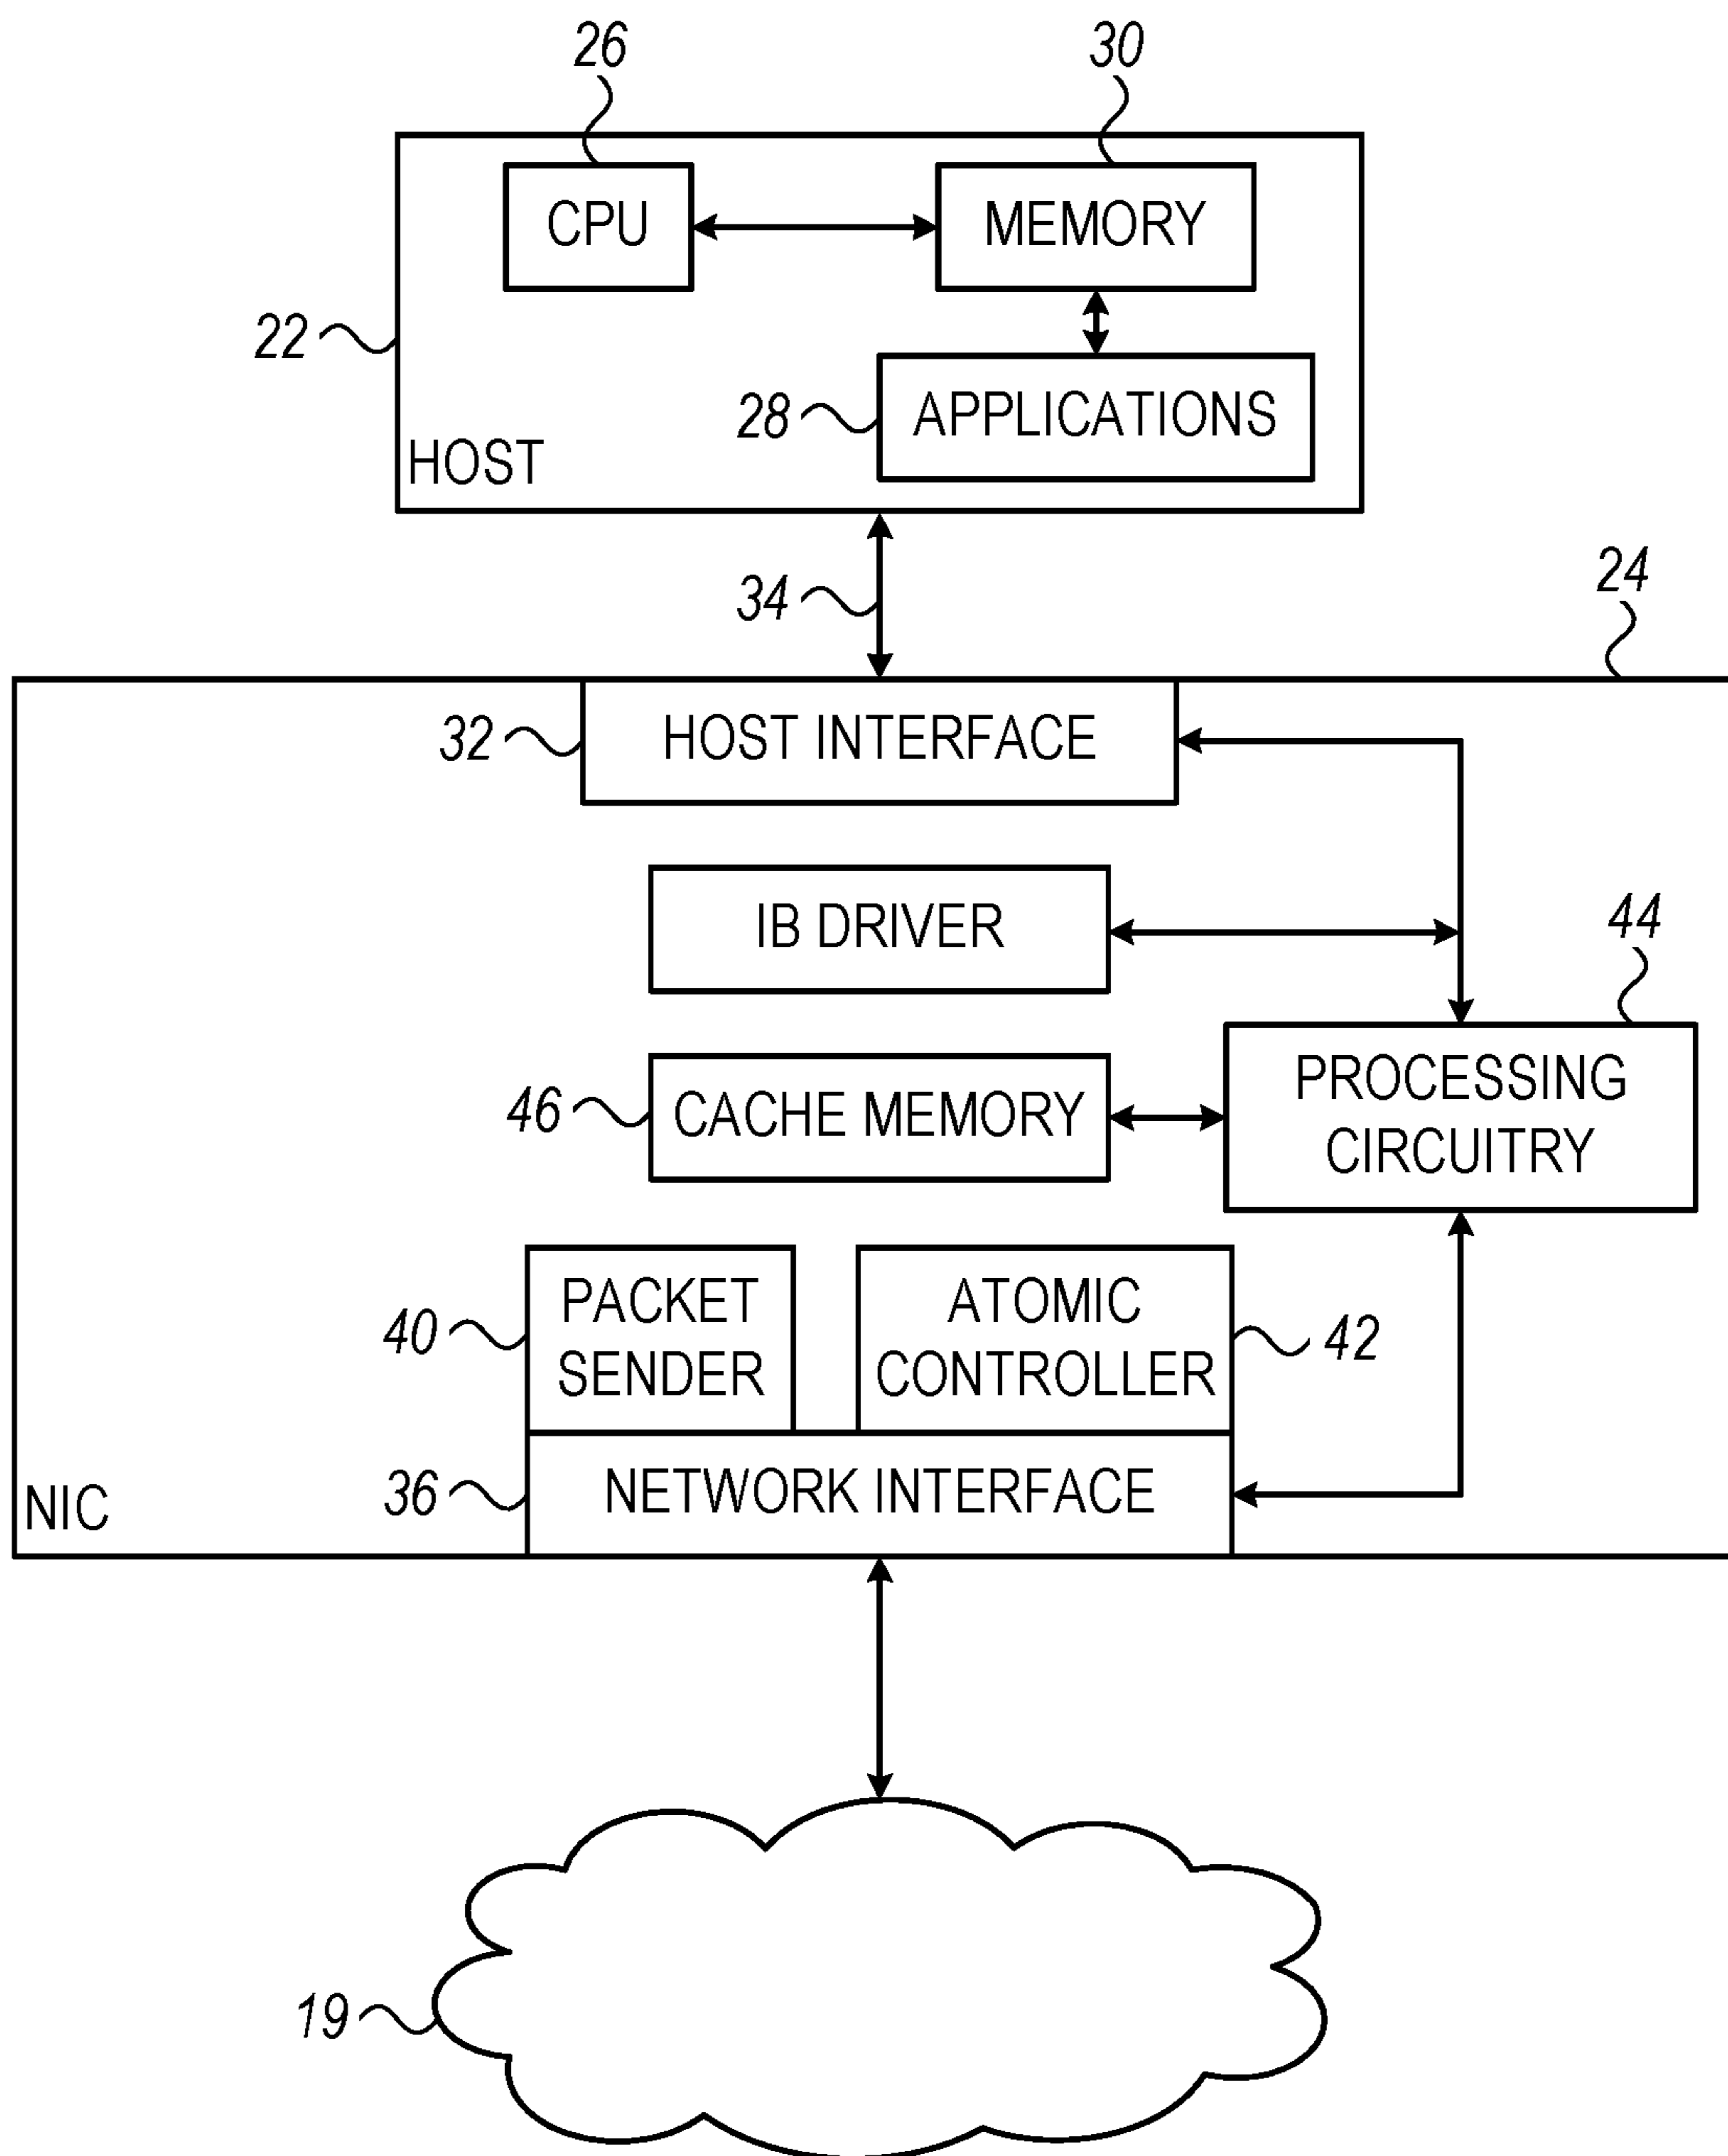 26
30
CPU
MEMORY
22
28
APPLICATIONS
HOST
34
24
32
HOST INTERFACE
IB DRIVER
44
46
CACHE MEMORY
PROCESSING
CIRCUITRY
40
PACKET
SENDER
ATOMIC
CONTROLLER
42
36
NETWORK INTERFACE
NIC
19